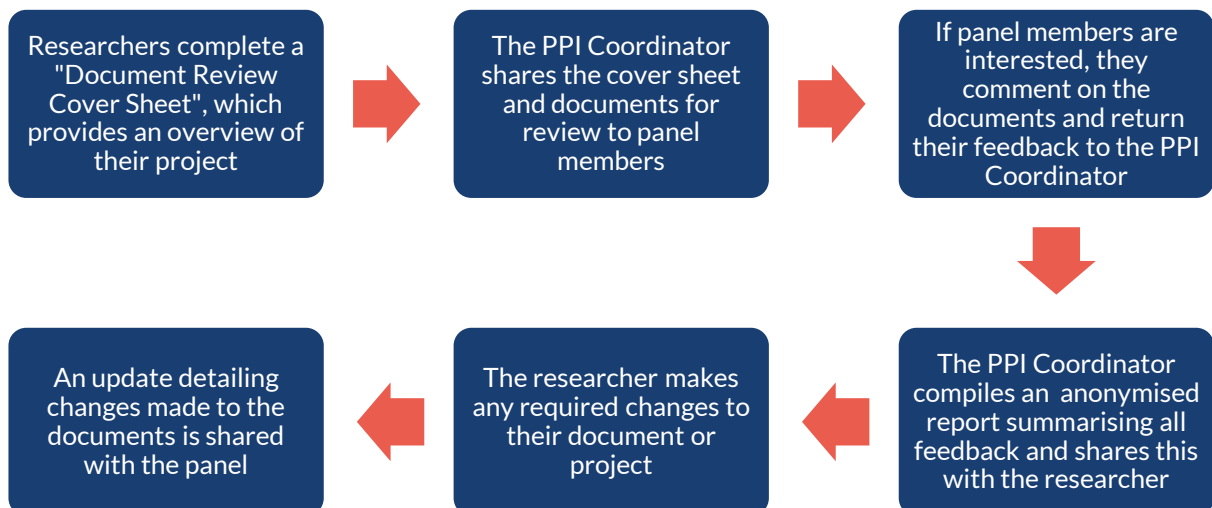 Researchers complete a
"Document Review
Cover Sheet", which
provides an overview of
their project
The PPI Coordinator
shares the cover sheet
and documents for
review to panel
members
If panel members are
interested, they
comment on the
documents and return
their feedback to the PPI
Coordinator
The PPI Coordinator
compiles an anonymised
report summarising all
feedback and shares this
with the researcher
The researcher makes
any required changes to
their document or
project
An update detailing
changes made to the
documents is shared
with the panel